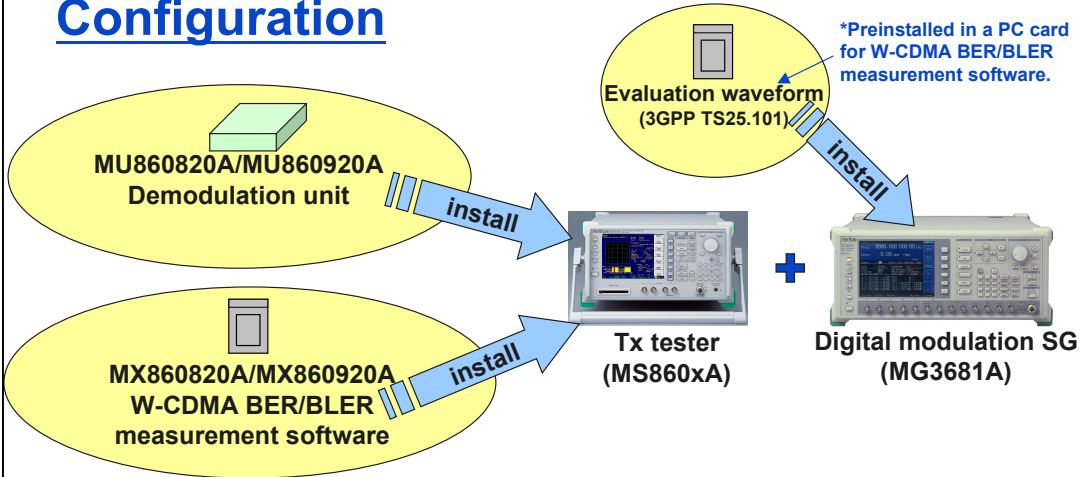 Configuration
*Preinstalled in a PC card
for W-CDMA BER/BLER
measurement software.
Evaluation waveform
(3GPP TS25.101)
install
MU860820A/MU860920A
Demodulation unit
install
MX860820A/MX860920A
W-CDMA BER/BLER
measurement software
install
Tx tester
(MS860xA)
Digital modulation SG
(MG3681A)